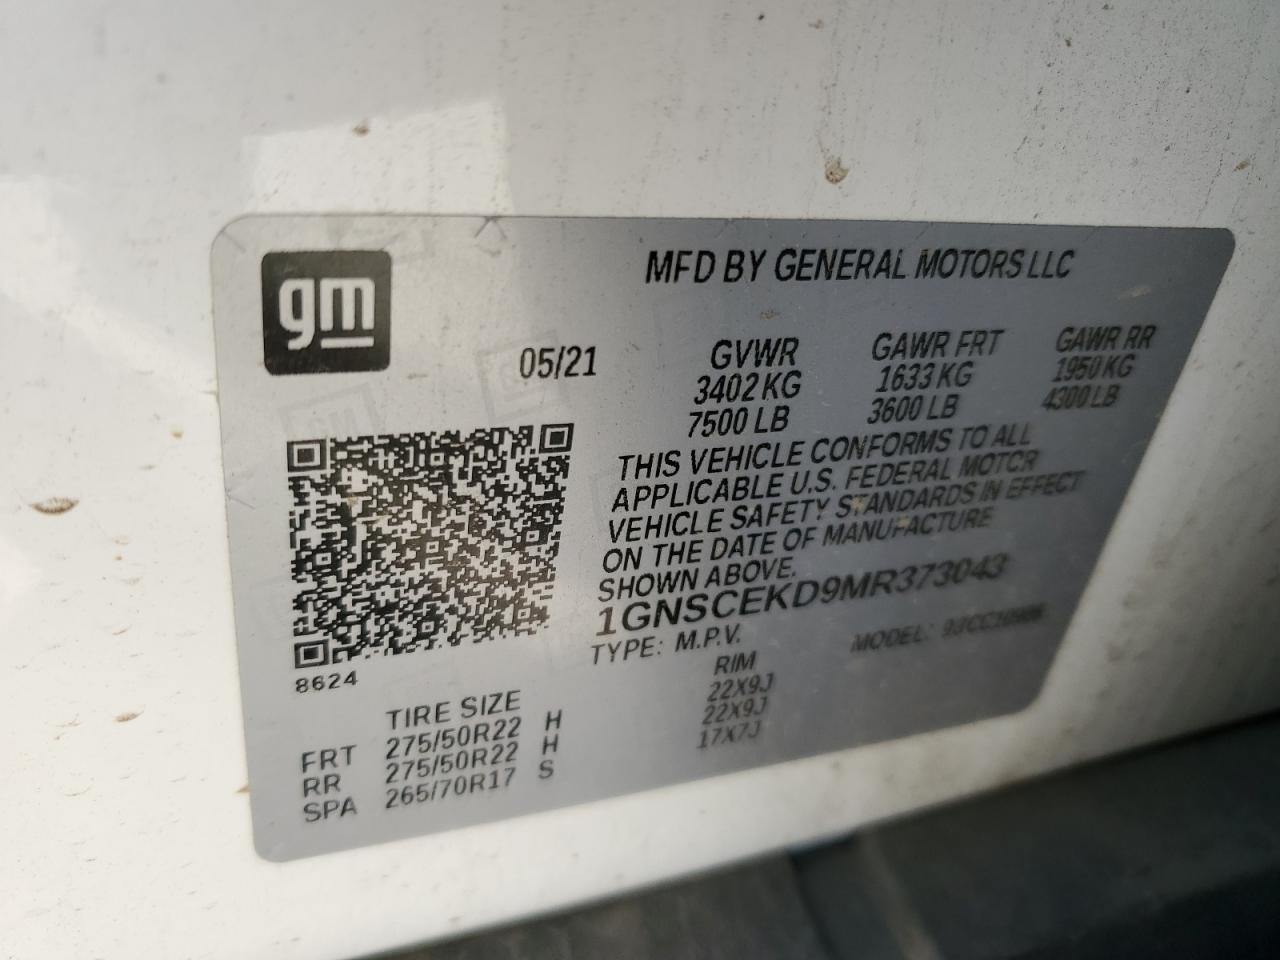 gm
MFD BY GENERAL MOTORS LLC
05/21
GVWR GAWR FRT GAWR RR
3402 KG 1633 KG 1950 KG
7500 LB 3600 LB 4300 LB
THIS VEHICLE CONFORMS TO ALL
APPLICABLE U.S. FEDERAL MOTOR
VEHICLE SAFETY STANDARDS IN EFFECT
ON THE DATE OF MANUFACTURE
SHOWN ABOVE.
1GNSCEKD9MR373043
TYPE: M.P.V. MODEL:
8624
TIRE SIZE RIM
FRT 275/50R22 H 22X9J
RR 275/50R22 H 22X9J
SPA 265/70R17 S 17X7J